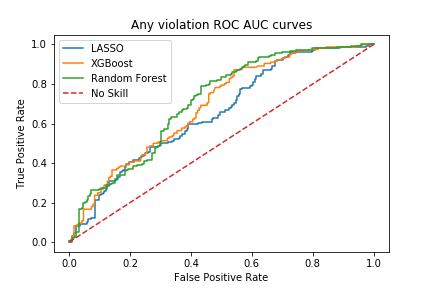 Any violation ROC AUC curves
LASSO
XGBoost
Random Forest
No Skill
True Positive Rate
1.0
0.8
0.6
0.4
0.2
0.0
0.0 0.2 0.4 0.6 0.8 1.0
False Positive Rate